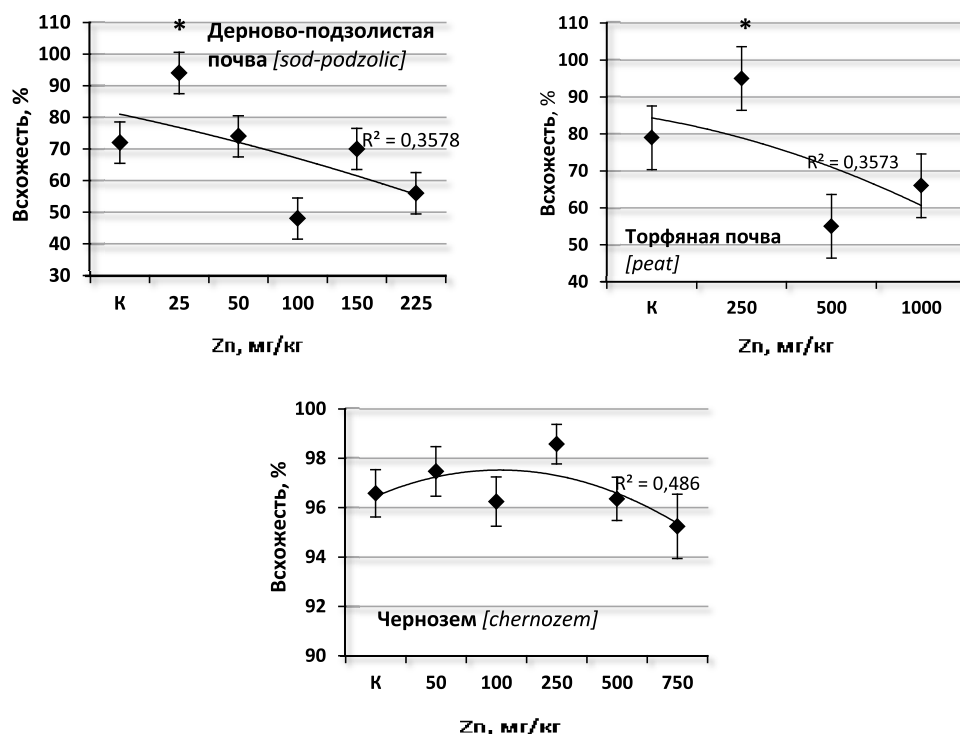 110
100
90
80
70
60
50
40
30
Всхожесть, %
* Дерново-подзолистая
почва [sod-podzolic]
R² = 0,3578
К 25 50 100 150 225
Zn, мг/кг
110
100
90
80
70
60
50
40
Всхожесть, %
*
R² = 0,3573
Торфяная почва
[peat]
К 250 500 1000
Zn, мг/кг
100
98
96
94
92
90
Всхожесть, %
R² = 0,486
Чернозем [chernozem]
К 50 100 250 500 750
Zn, мг/кг